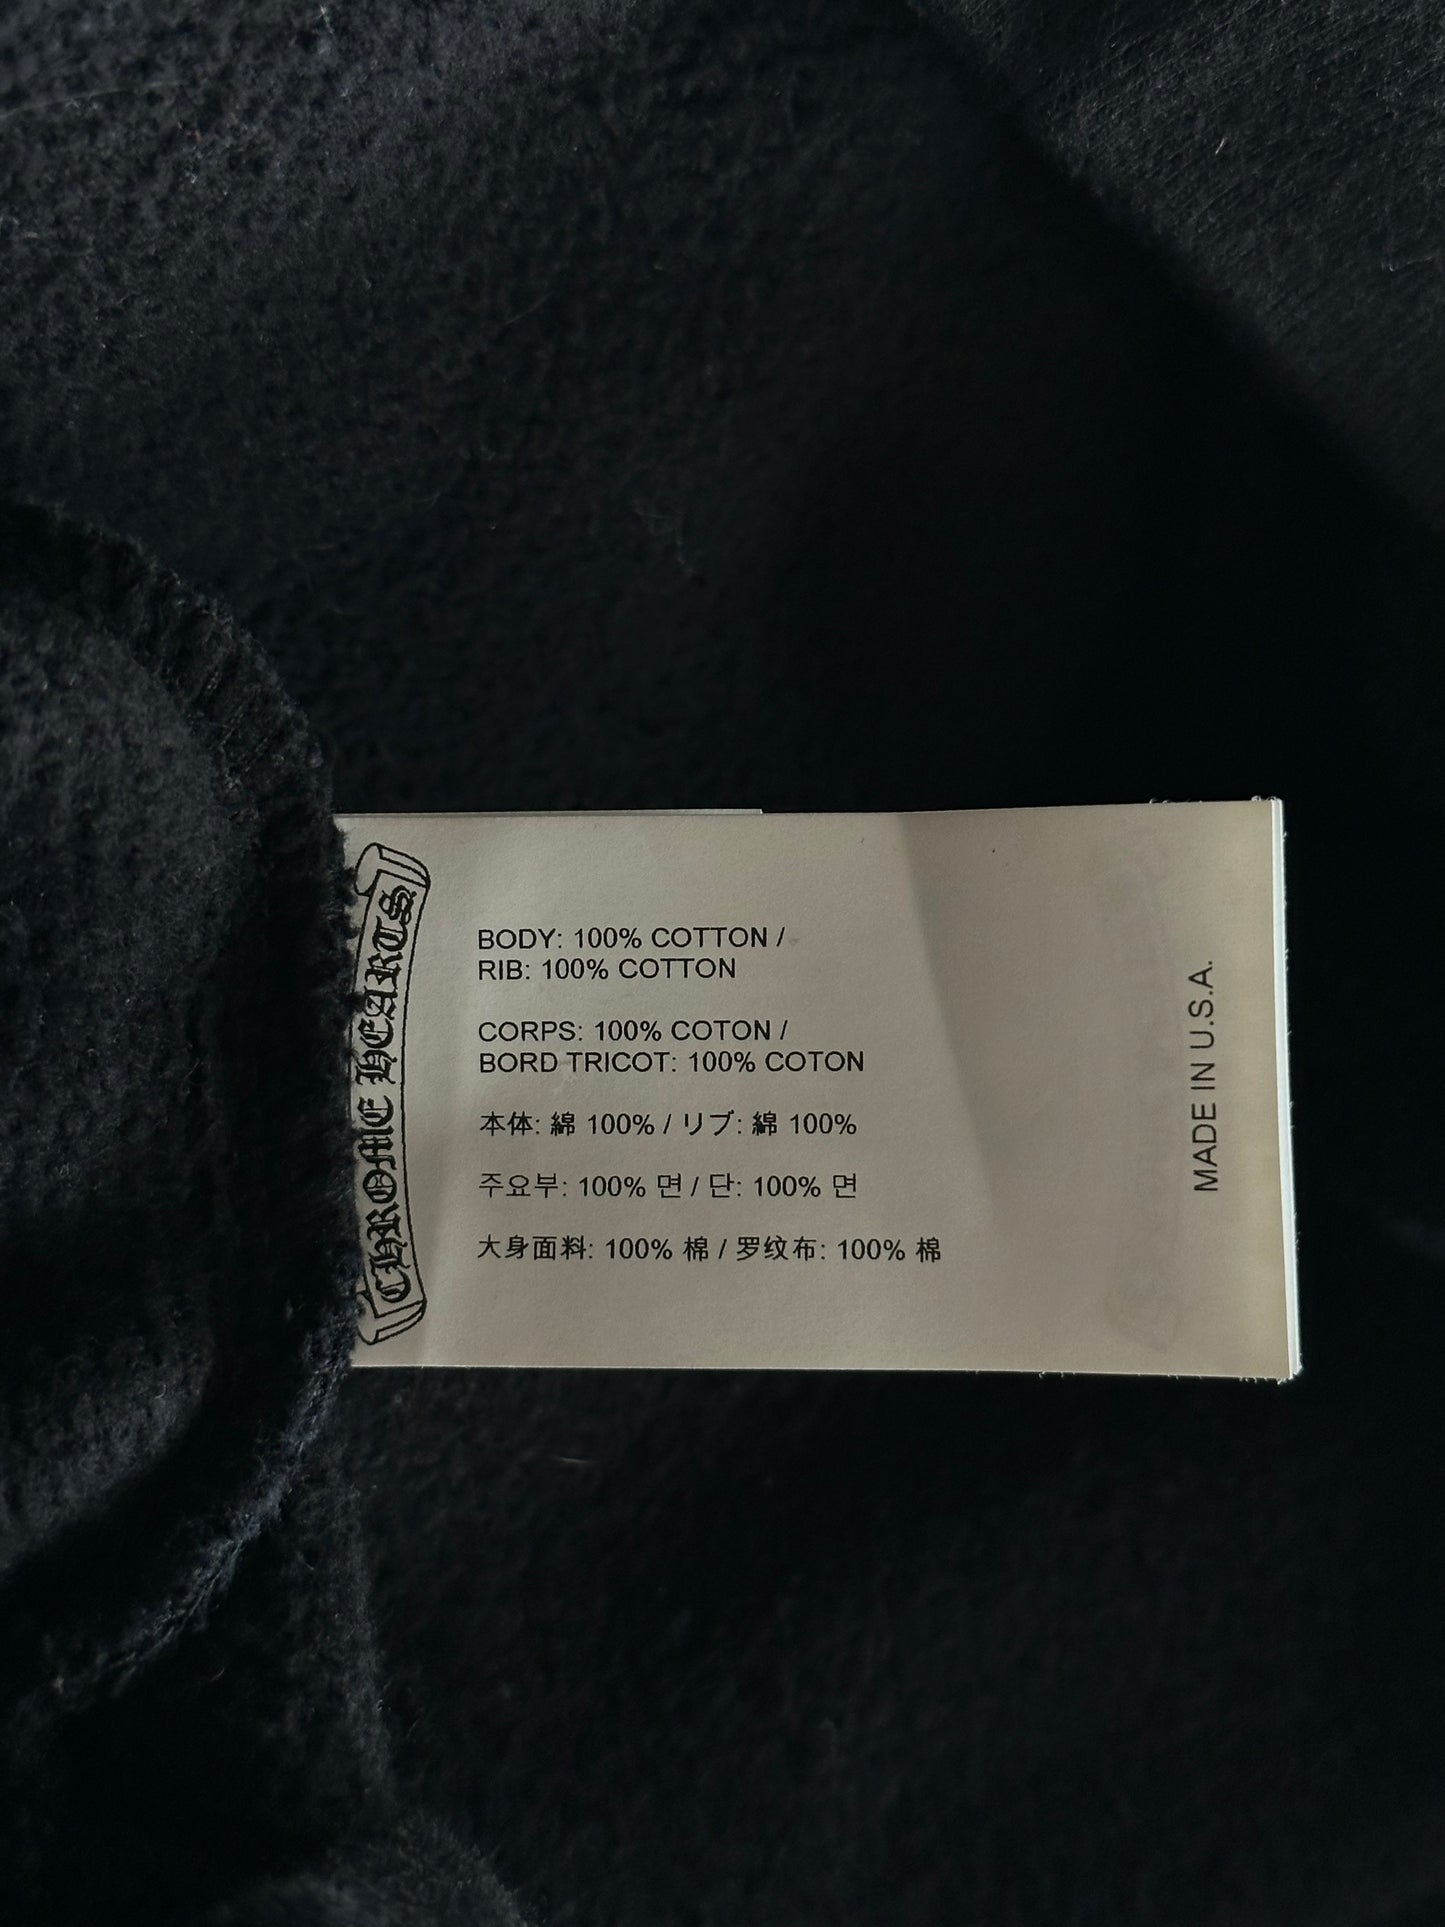 CHROME HEARTS
BODY: 100% COTTON /
RIB: 100% COTTON
CORPS: 100% COTON /
BORD TRICOT: 100% COTON
本体: 綿 100% / リブ: 綿 100%
주요부: 100% 면 / 단: 100% 면
大身面料: 100% 棉 / 罗纹布: 100% 棉
MADE IN U.S.A.